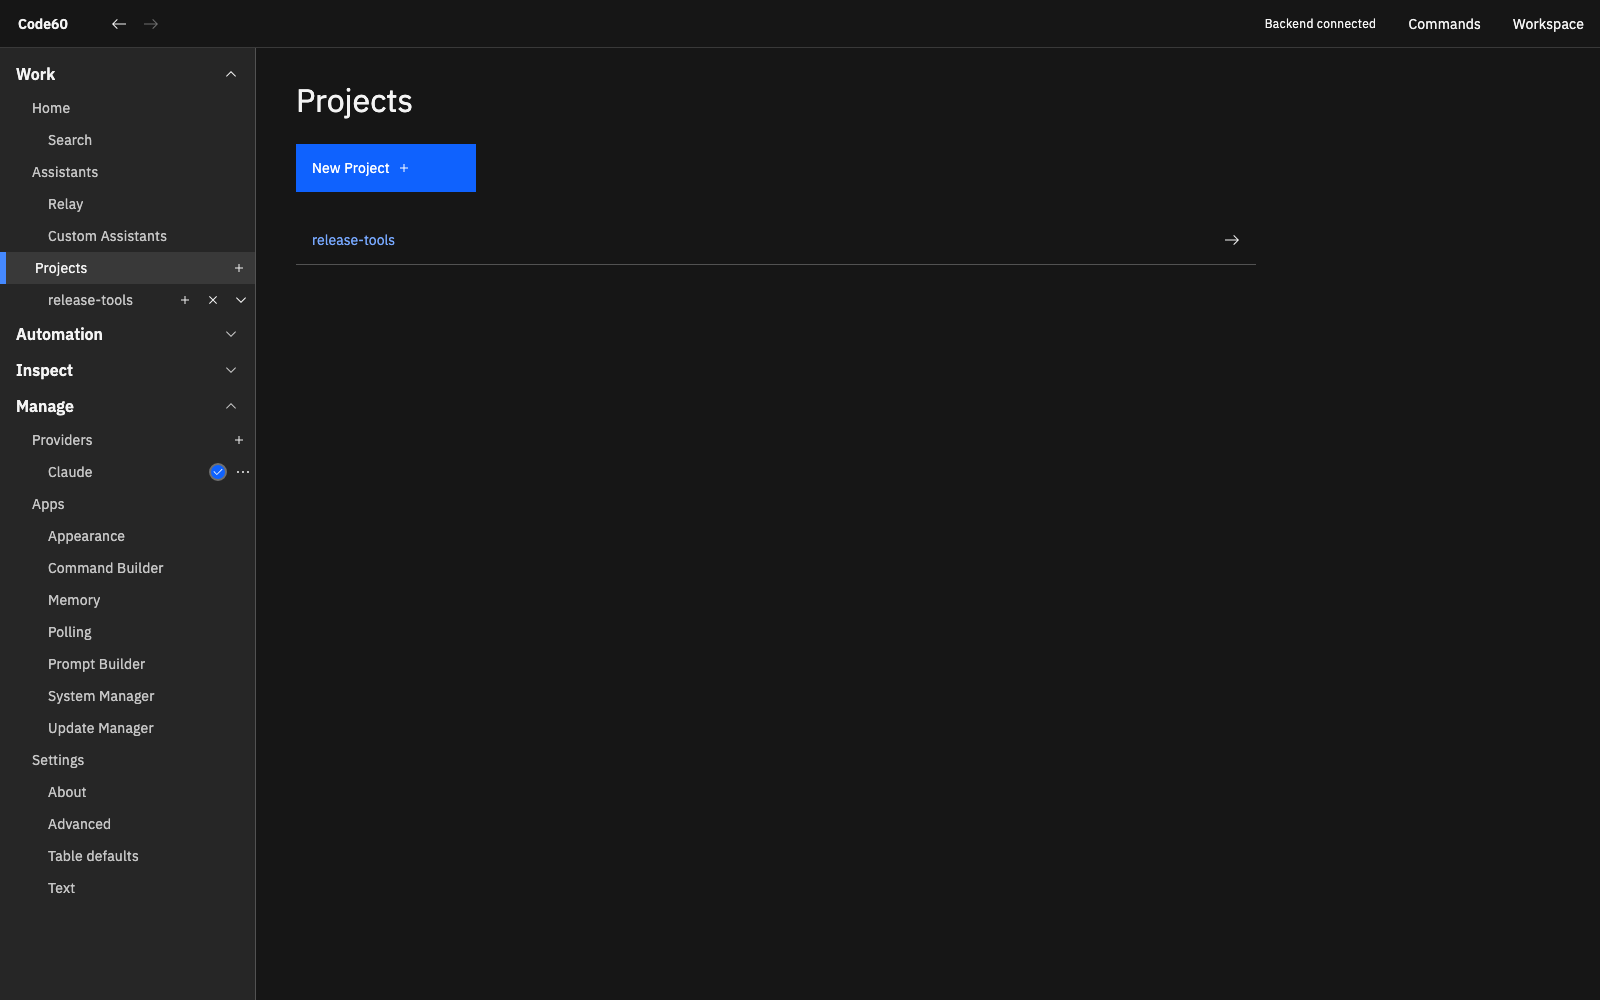 Code60
Backend connected
Commands
Workspace
Work
Home
Search
Assistants
Relay
Custom Assistants
Projects
release-tools
Automation
Inspect
Manage
Providers
Claude
Apps
Appearance
Command Builder
Memory
Polling
Prompt Builder
System Manager
Update Manager
Settings
About
Advanced
Table defaults
Text
Projects
New Project +
release-tools